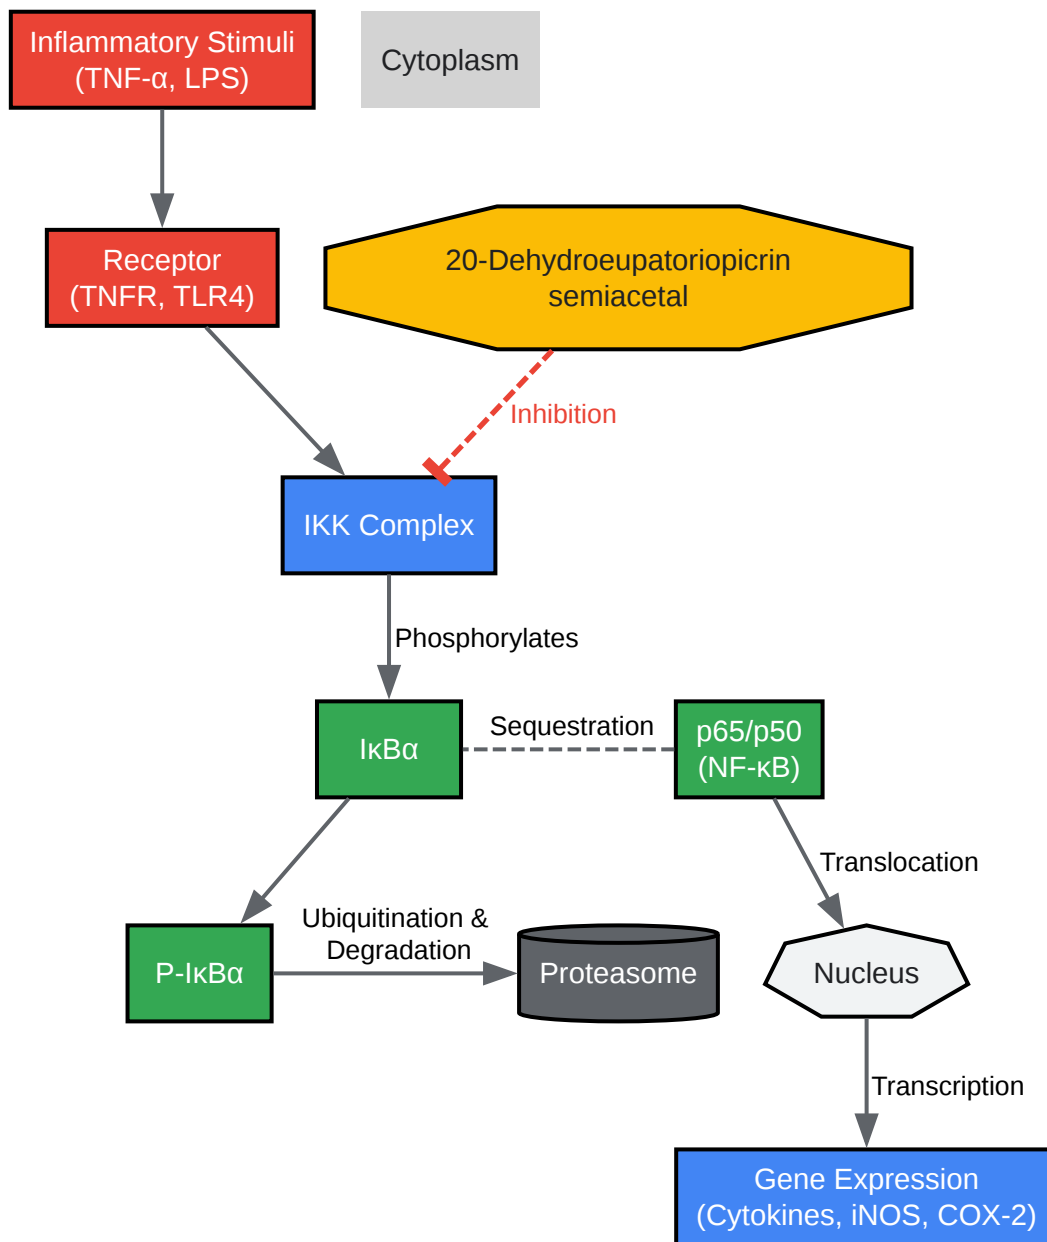 Inflammatory Stimuli
(TNF-α, LPS)
Cytoplasm
Receptor
(TNFR, TLR4)
20-Dehydroeupatoriopicrin
semiacetal
Inhibition
IKK Complex
Phosphorylates
IκBα
Sequestration
p65/p50
(NF-κB)
Translocation
P-IκBα
Ubiquitination &
Degradation
Proteasome
Nucleus
Transcription
Gene Expression
(Cytokines, iNOS, COX-2)